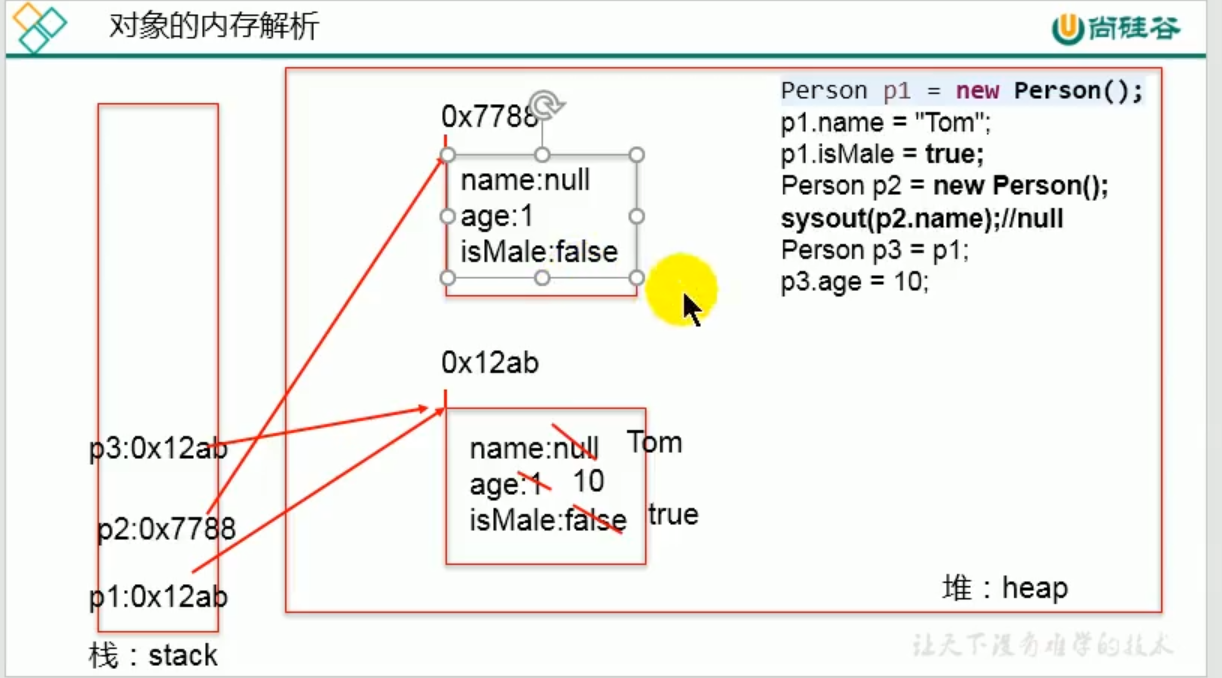 对象的内存解析
尚硅谷
0x7788
name:null
age:1
isMale:false
Person p1 = new Person();
p1.name = "Tom";
p1.isMale = true;
Person p2 = new Person();
sysout(p2.name);//null
Person p3 = p1;
p3.age = 10;
0x12ab
name:null Tom
age:1 10
isMale:false true
p3:0x12ab
p2:0x7788
p1:0x12ab
栈：stack
堆：heap
让天下没有难学的技术